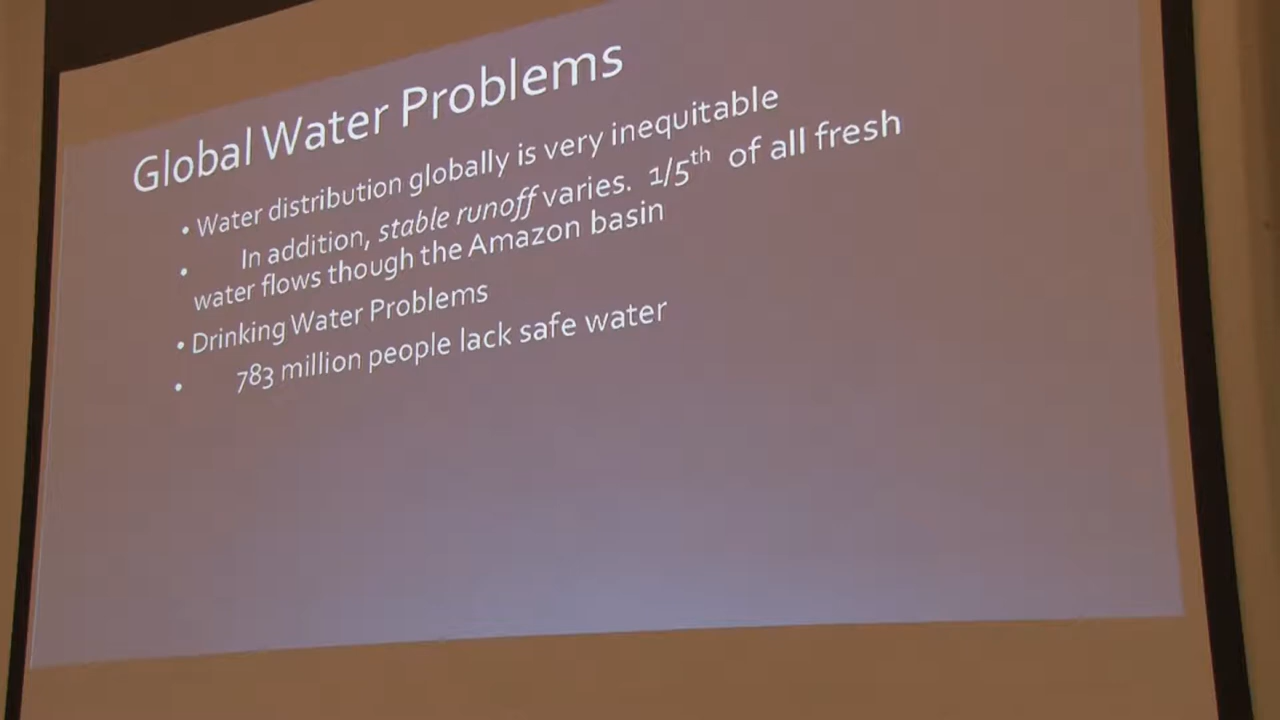 Global Water Problems
• Water distribution globally is very inequitable
• In addition, stable runoff varies. 1/5th of all fresh
water flows though the Amazon basin
• Drinking Water Problems
• 783 million people lack safe water